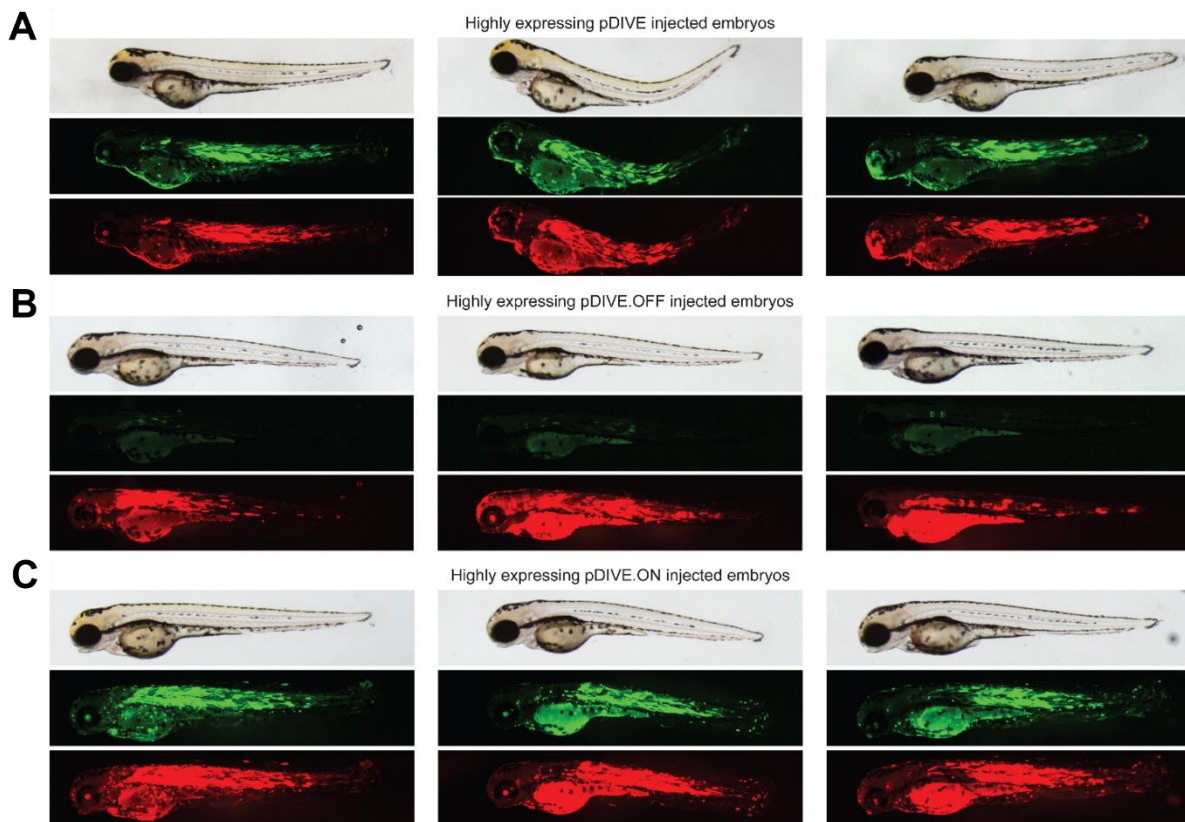 A
Highly expressing pDIVE injected embryos
B
Highly expressing pDIVE.OFF injected embryos
C
Highly expressing pDIVE.ON injected embryos